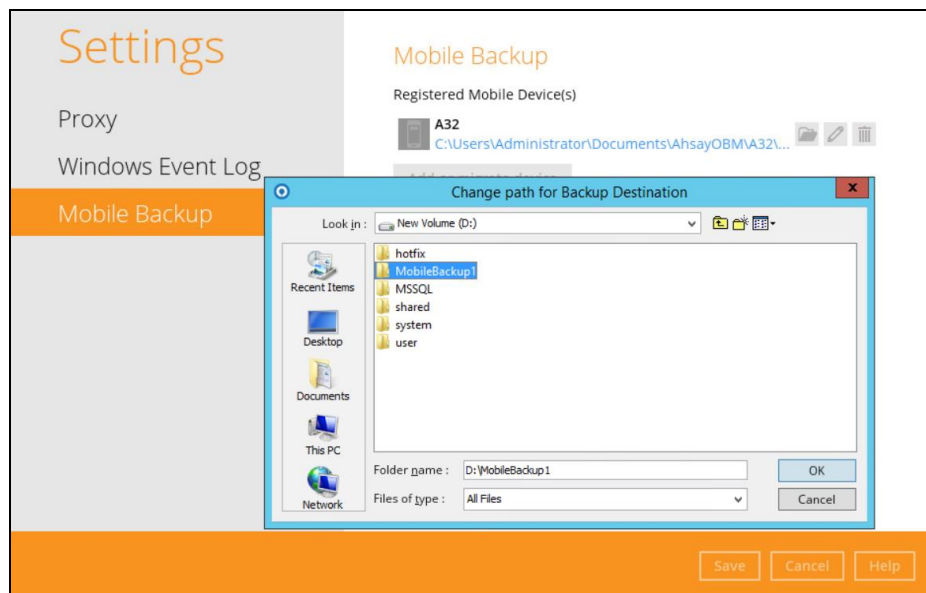 Settings
Proxy
Windows Event Log
Mobile Backup
Mobile Backup
Registered Mobile Device(s)
A32
C:\Users\Administrator\Documents\AhsayOBM\A32\...
Change path for Backup Destination
x
Look in :
New Volume (D:)
Recent Items
Desktop
Documents
This PC
Network
hotfix
MobileBackup1
MSSQL
shared
system
user
Folder name :
D:\MobileBackup1
OK
Files of type :
All Files
Cancel
Save
Cancel
Help